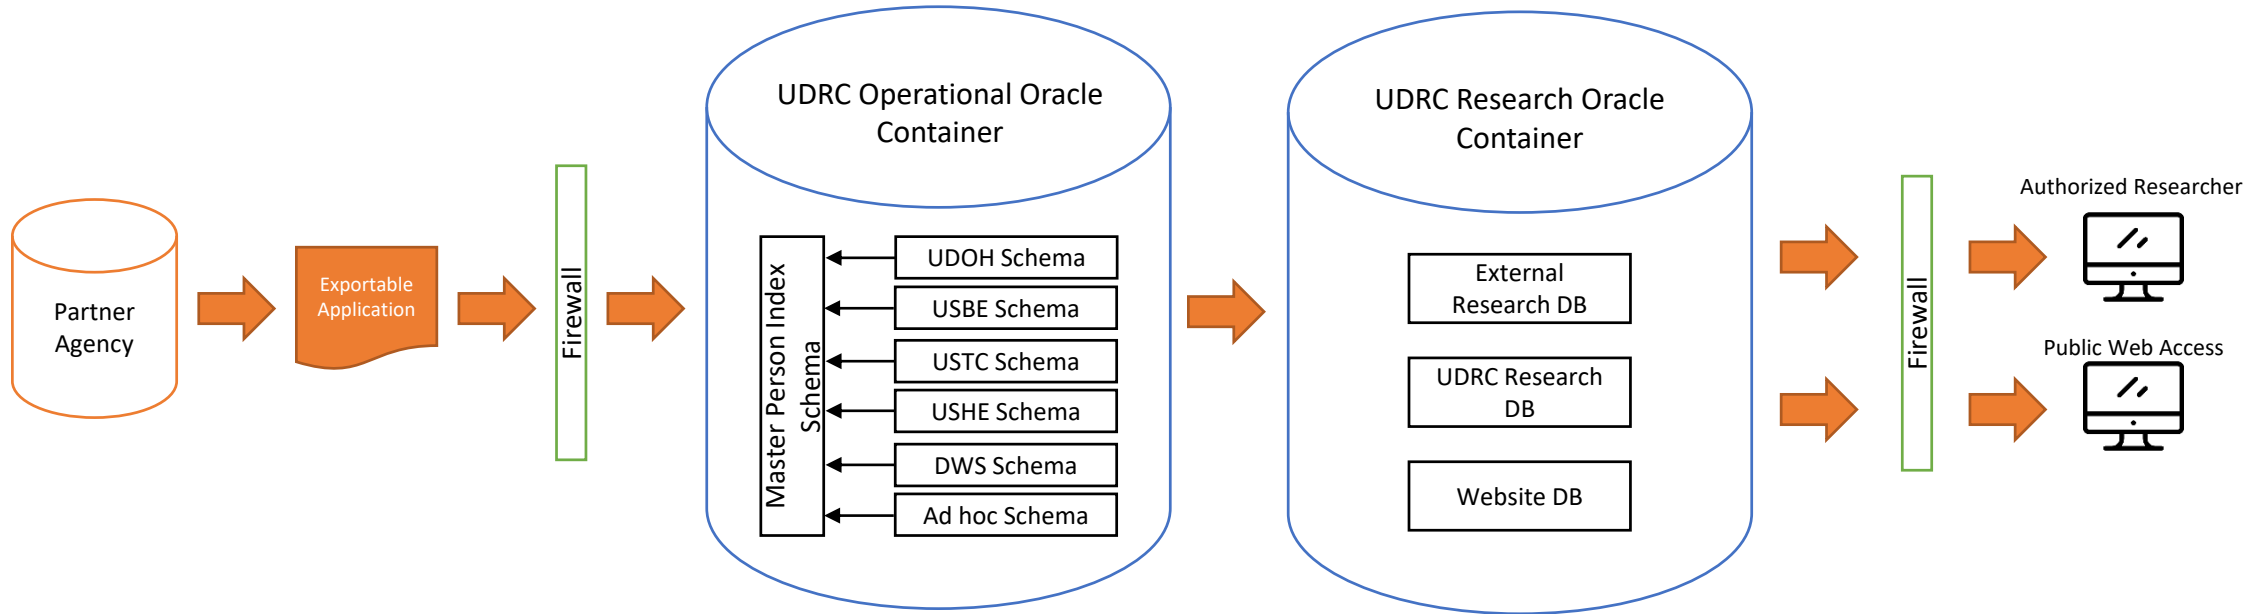 Partner
Agency
Exportable
Application
Firewall
UDRC Operational Oracle
Container
Master Person Index
Schema
UDOH Schema
USBE Schema
USTC Schema
USHE Schema
DWS Schema
Ad hoc Schema
UDRC Research Oracle
Container
External
Research DB
UDRC Research
DB
Website DB
Firewall
Authorized Researcher
Public Web Access